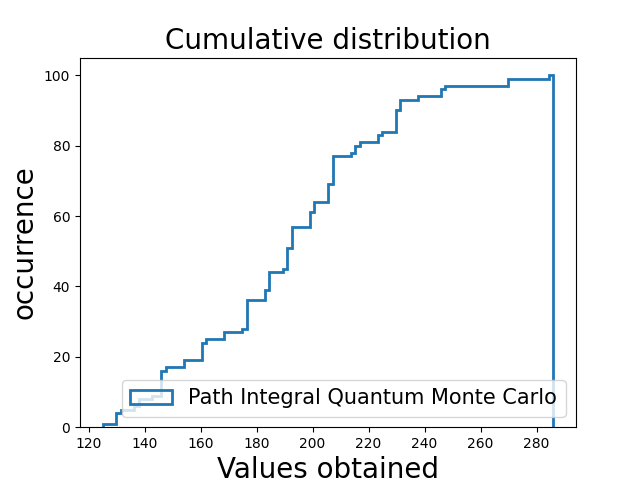 Cumulative distribution
100
80
60
40
20
0
occurrence
120 140 160 180 200 220 240 260 280
Values obtained
Path Integral Quantum Monte Carlo